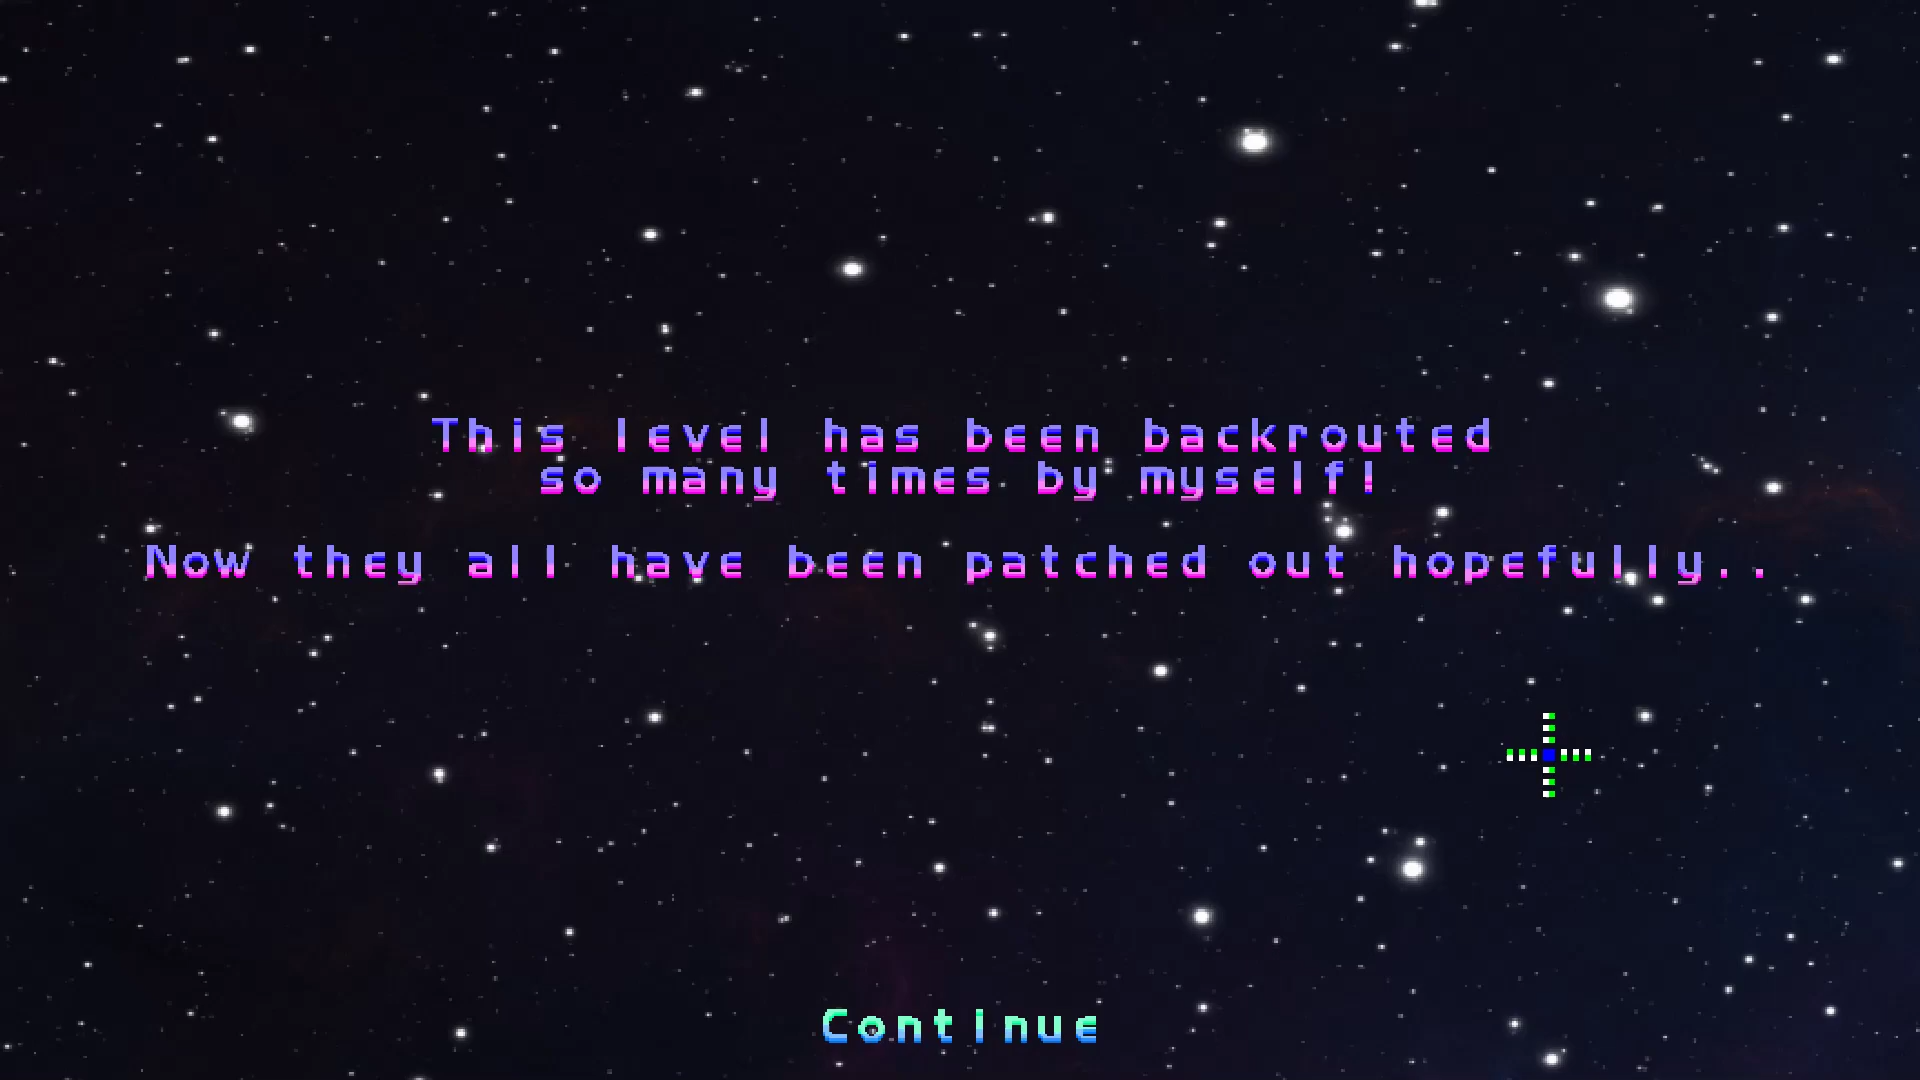 This level has been backrouted
so many times by myself!
Now they all have been patched out hopefully..
Continue